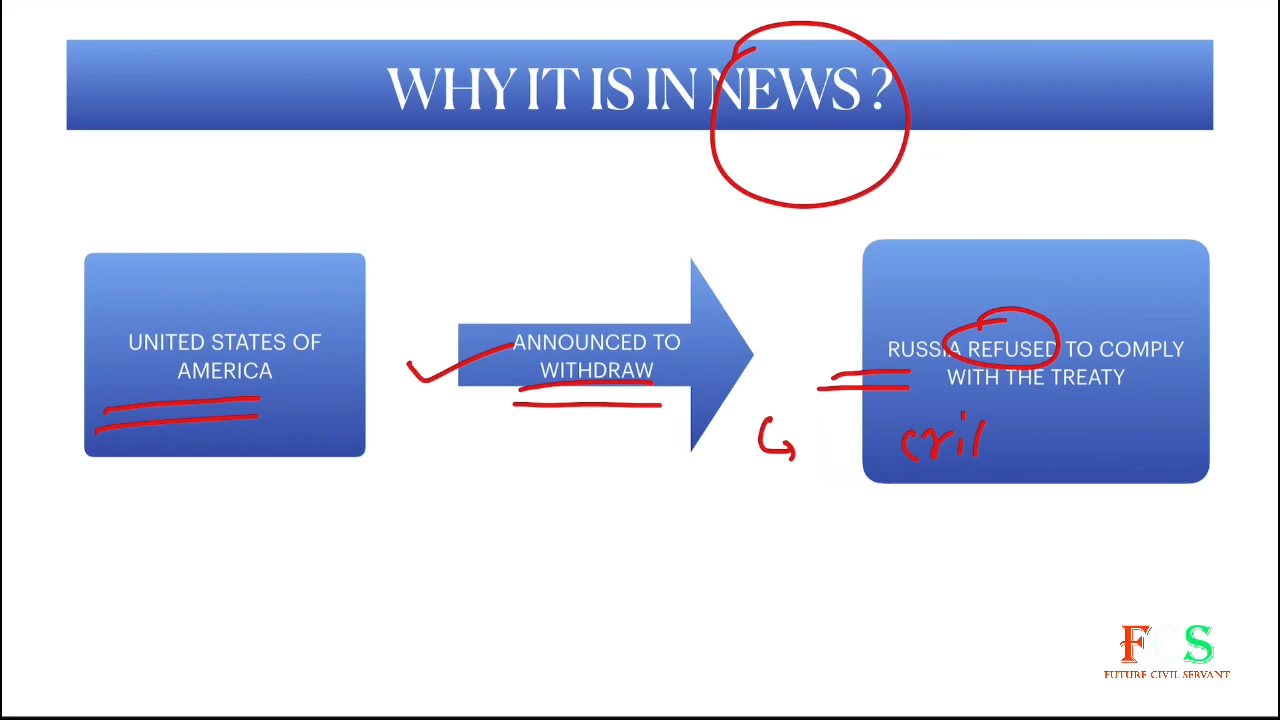 WHY IT IS IN NEWS ?
UNITED STATES OF
AMERICA
ANNOUNCED TO
WITHDRAW
RUSSIA REFUSED TO COMPLY
WITH THE TREATY
FCS
FUTURE CIVIL SERVANT